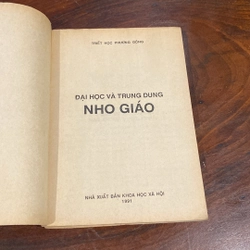 TRIẾT HỌC PHƯƠNG ĐÔNG
ĐẠI HỌC VÀ TRUNG DUNG
NHO GIÁO
NHÀ XUẤT BẢN KHOA HỌC XÃ HỘI
1991